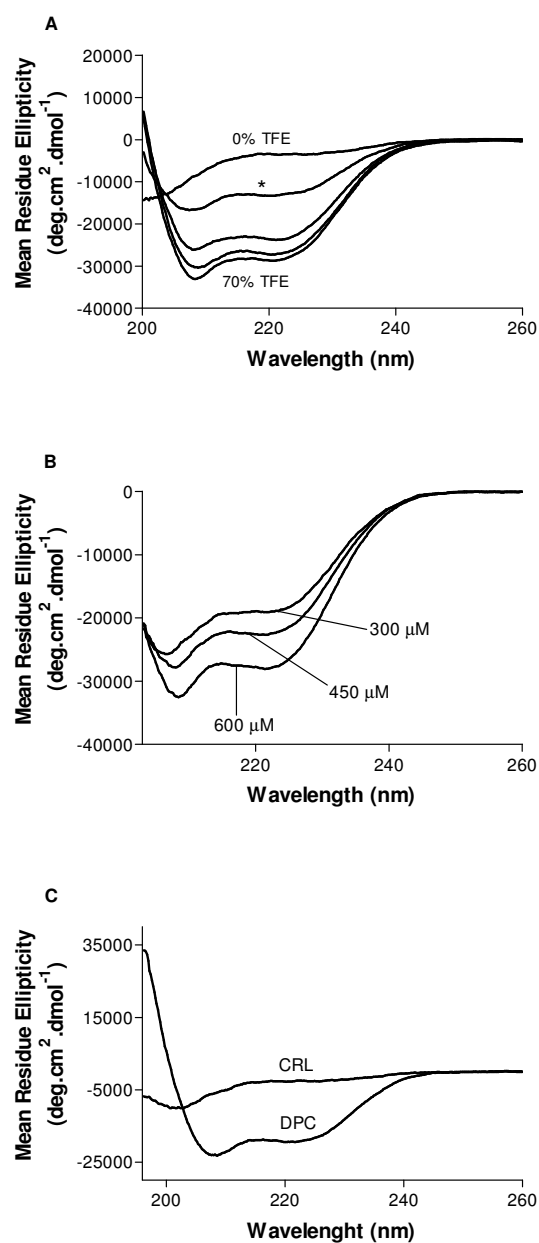 A
Mean Residue Ellipticity
(deg.cm².dmol⁻¹)
20000
10000
0
-10000
-20000
-30000
-40000
0% TFE
*
70% TFE
200
220
240
260
Wavelength (nm)
B
Mean Residue Ellipticity
(deg.cm².dmol⁻¹)
0
-10000
-20000
-30000
-40000
300 µM
450 µM
600 µM
220
240
260
Wavelength (nm)
C
Mean Residue Ellipticity
(deg.cm².dmol⁻¹)
35000
15000
-5000
-25000
CRL
DPC
200
220
240
260
Wavelenght (nm)